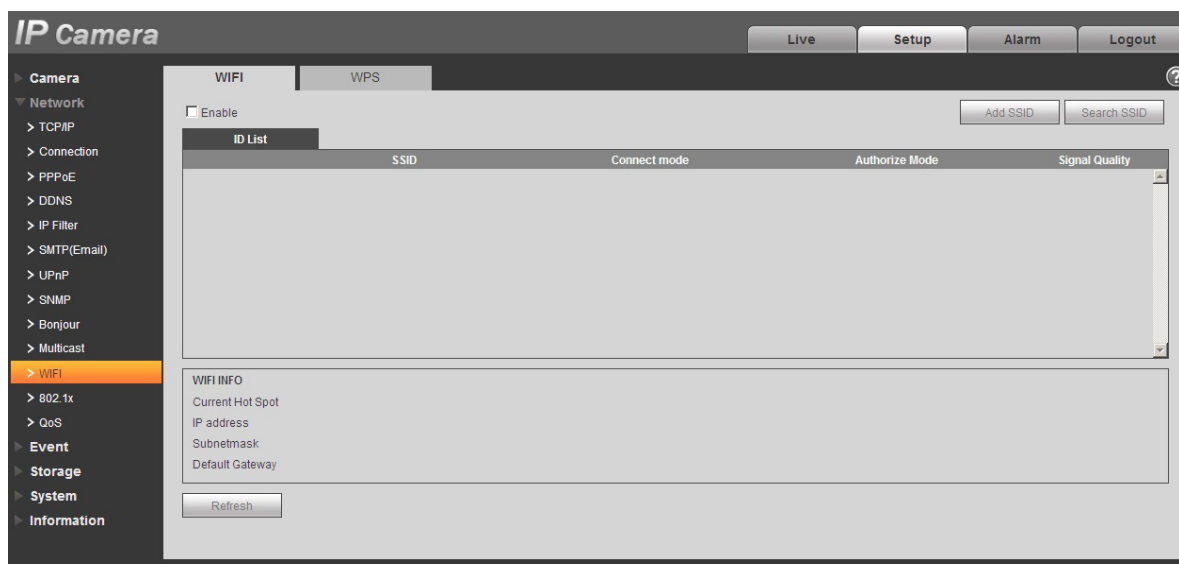 IP Camera
Live
Setup
Alarm
Logout
Camera
Network
> TCP/IP
> Connection
> PPPoE
> DDNS
> IP Filter
> SMTP(Email)
> UPnP
> SNMP
> Bonjour
> Multicast
> WIFI
> 802.1x
> QoS
Event
Storage
System
Information
WIFI
WPS
?
Enable
Add SSID
Search SSID
ID List
SSID
Connect mode
Authorize Mode
Signal Quality
WIFI INFO
Current Hot Spot
IP address
Subnetmask
Default Gateway
Refresh